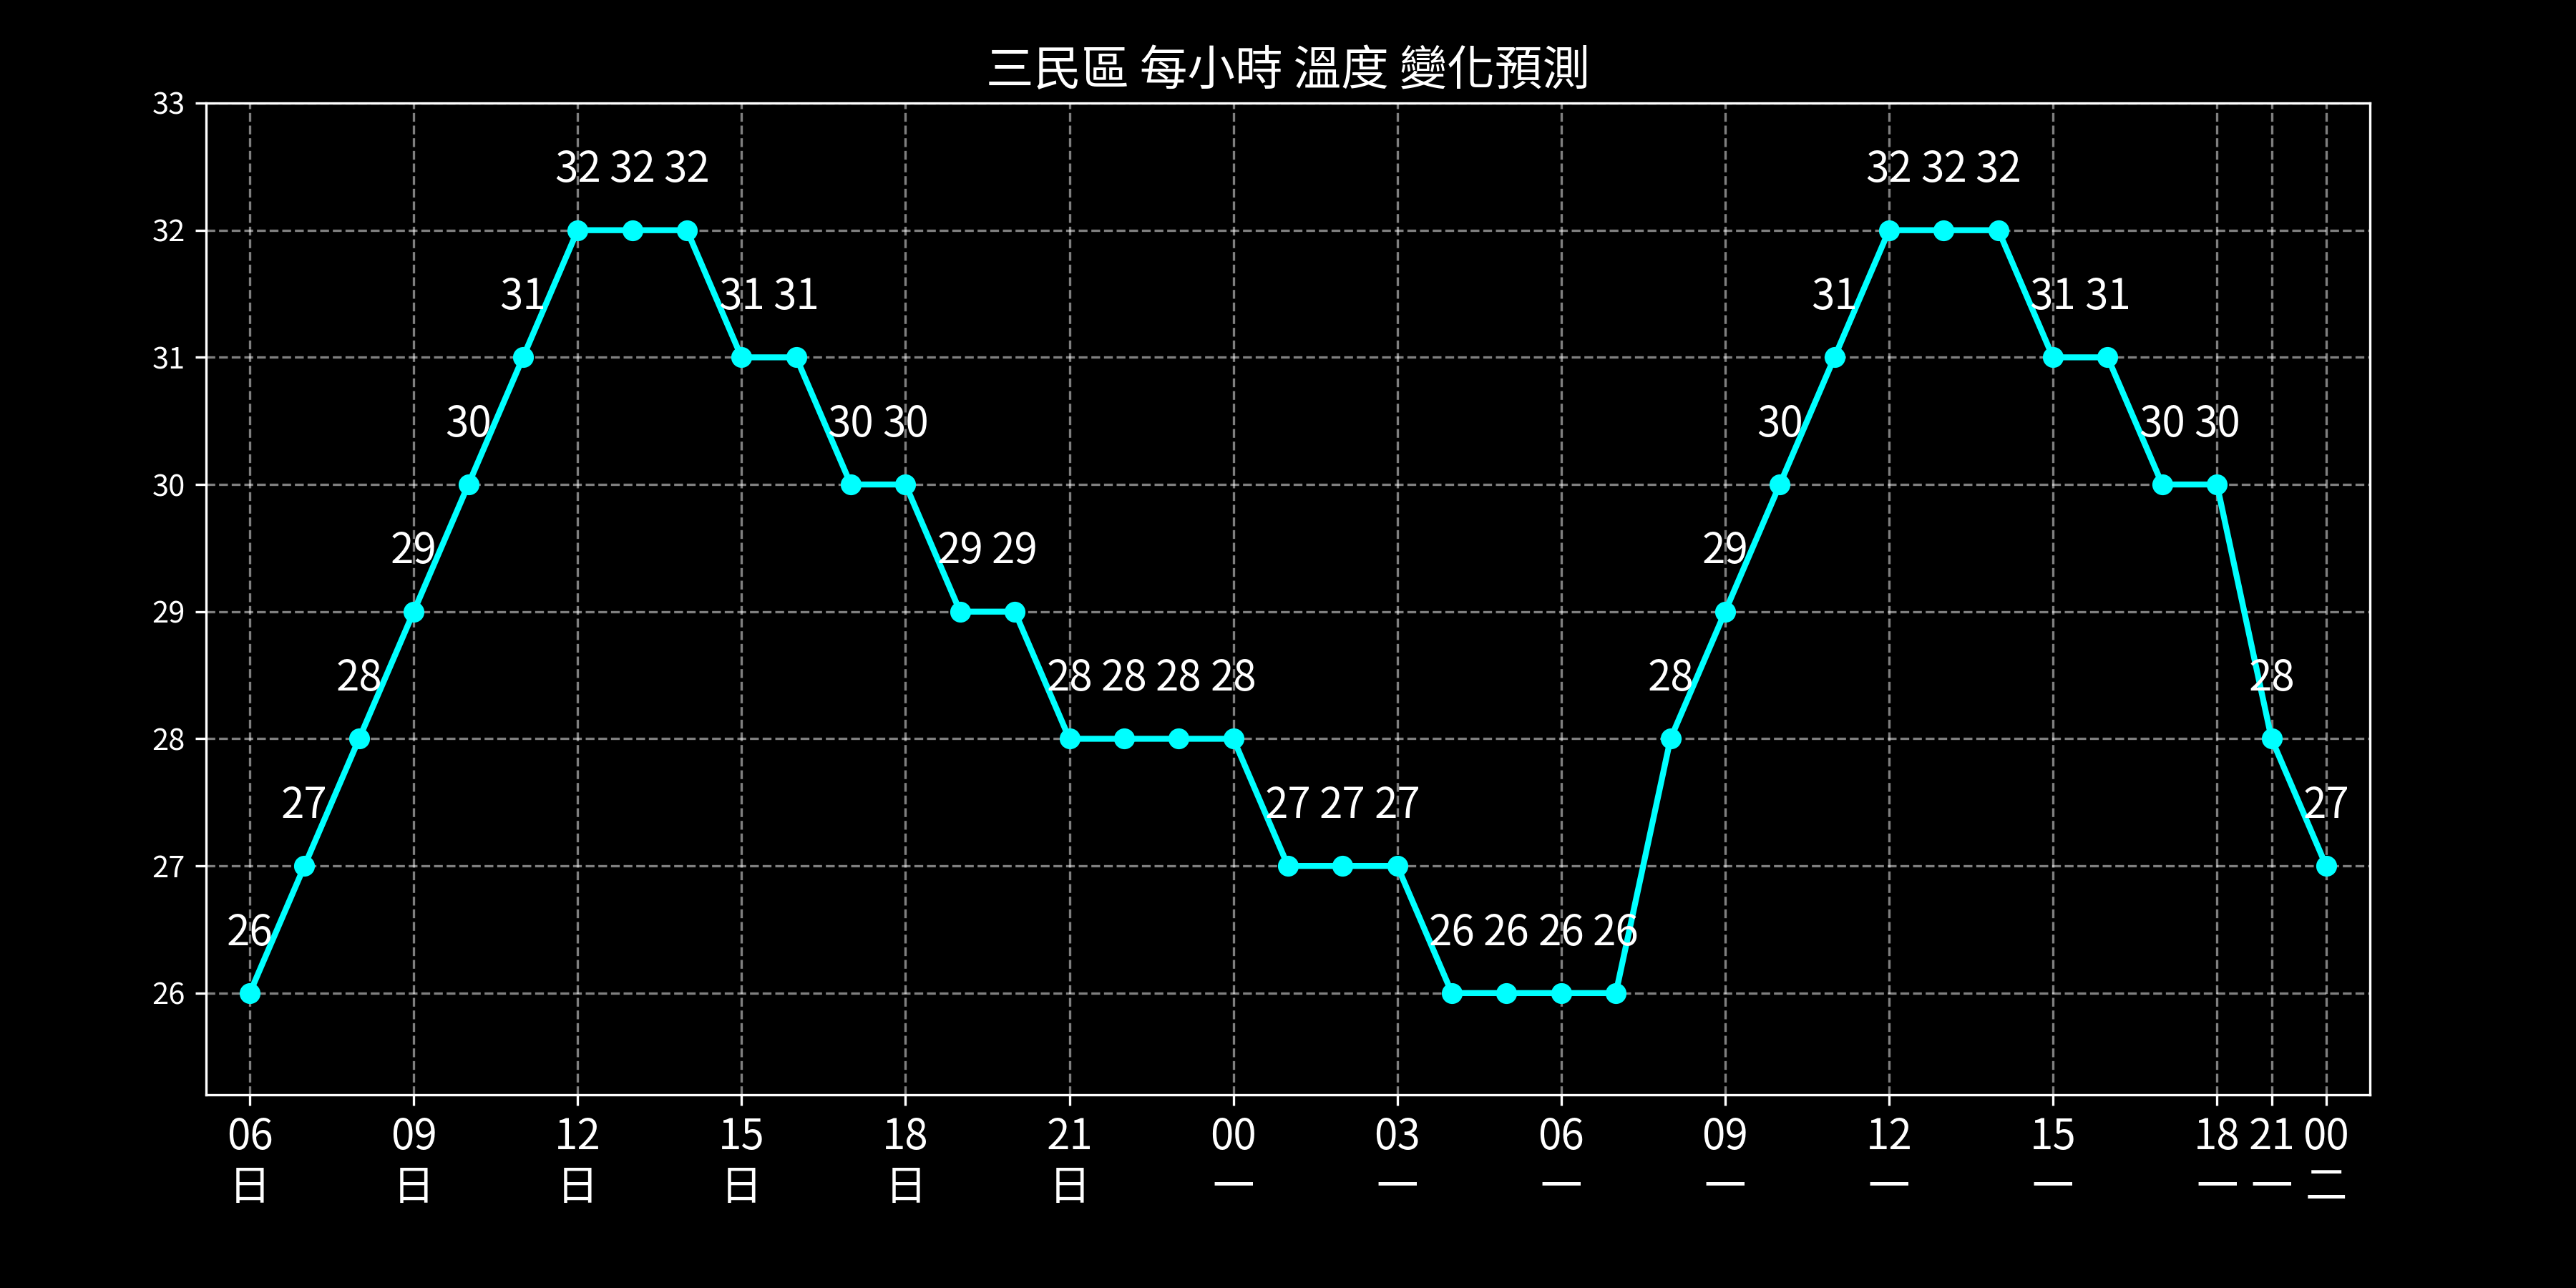 三民區 每小時 溫度 變化預測
33
32 32 32 32 32 32
32
31 31 31 31 31 31
31
30 30 30 30 30 30
30
29 29 29 29
29
28 28 28 28 28 28 28
28
27 27 27 27 27
27
26 26 26 26 26
26
06 09 12 15 18 21 00 03 06 09 12 15 18 21 00
日 日 日 日 日 日 一 一 一 一 一 一 一 一 二